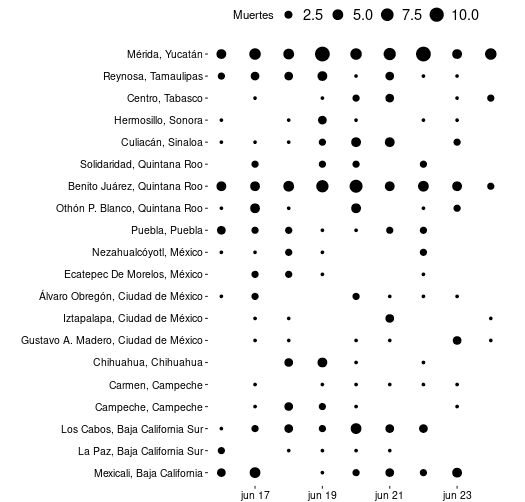 Muertes 2.5 5.0 7.5 10.0
Mérida, Yucatán
Reynosa, Tamaulipas
Centro, Tabasco
Hermosillo, Sonora
Culiacán, Sinaloa
Solidaridad, Quintana Roo
Benito Juárez, Quintana Roo
Othón P. Blanco, Quintana Roo
Puebla, Puebla
Nezahualcóyotl, México
Ecatepec De Morelos, México
Álvaro Obregón, Ciudad de México
Iztapalapa, Ciudad de México
Gustavo A. Madero, Ciudad de México
Chihuahua, Chihuahua
Carmen, Campeche
Campeche, Campeche
Los Cabos, Baja California Sur
La Paz, Baja California Sur
Mexicali, Baja California
jun 17 jun 19 jun 21 jun 23